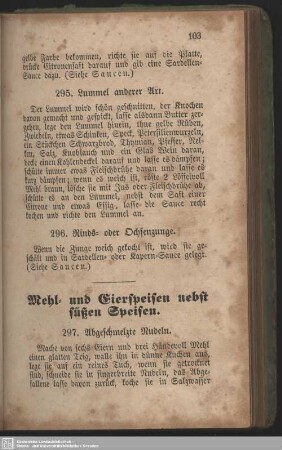 103
gelbe Farbe bekommen, richte sie auf die Platte,
drücke Citronensaft darauf und gib eine Sardellen-
Sauce dazu. (Siehe Saucen.)
295. Lummel anderer Art.
Der Lummel wird schön geschnitten, der Knochen
davon gemacht und gespickt, lasse alsdann Butter zer-
gehen, lege den Lummel hinein, thue gelbe Rüben,
Zwiebeln, etwas Schinken, Speck, Petersilienwurzeln,
in Stückchen Schwarzbrod, Thymian, Pfeffer, Nel-
ken, Salz, Knoblauch und ein Glas Wein daran,
decke einen Kohlendeckel darauf und lasse es dämpfen;
schütte immer etwas Fleischbrühe daran und lasse es
kurz dämpfen; wenn es weich ist, röste 2 Löffelvoll
Mehl braun, lösche sie mit Jus oder Fleischbrühe ab,
schütte sie an den Lummel, nebst dem Saft einer
Citrone und etwas Essig, lasse die Sauce recht
kochen und richte den Lummel an.
296. Rinds- oder Ochsenzunge.
Wenn die Zunge weich gekocht ist, wird sie ge-
schält und in Sardellen- oder Kapern-Sauce gelegt.
(Siehe Saucen.)
Mehl- und Eierspeisen nebst
süßen Speisen.
297. Abgeschmelzte Nudeln.
Mache von sechs Eiern und drei Händevoll Mehl
einen glatten Teig, walle ihn in dünne Kuchen aus,
lege sie auf ein reines Tuch, wenn sie getrocknet
sind, schneide sie in fingerbreite Nudeln, das Abge-
fallene lasse davon zurück, koche sie in Salzwasser